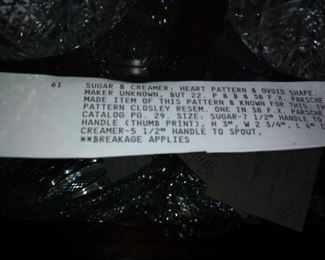 61 SUGAR & CREAMER: HEART PATTERN & OVOID SHAPE.
MAKER UNKNOWN, BUT 22. P & B & 38 F.X. PARSCHE
MADE ITEM OF THIS PATTERN & KNOWN FOR THIS.
PATTERN CLOSLEY RESEM. ONE IN 38 F.X. PARSCHE
CATALOG PG. 29. SIZE: SUGAR-7 1/2" HANDLE TO
HANDLE (THUMB PRINT), H 3", W 2 3/4", L 6"
CREAMER-5 1/2" HANDLE TO SPOUT,
**BREAKAGE APPLIES